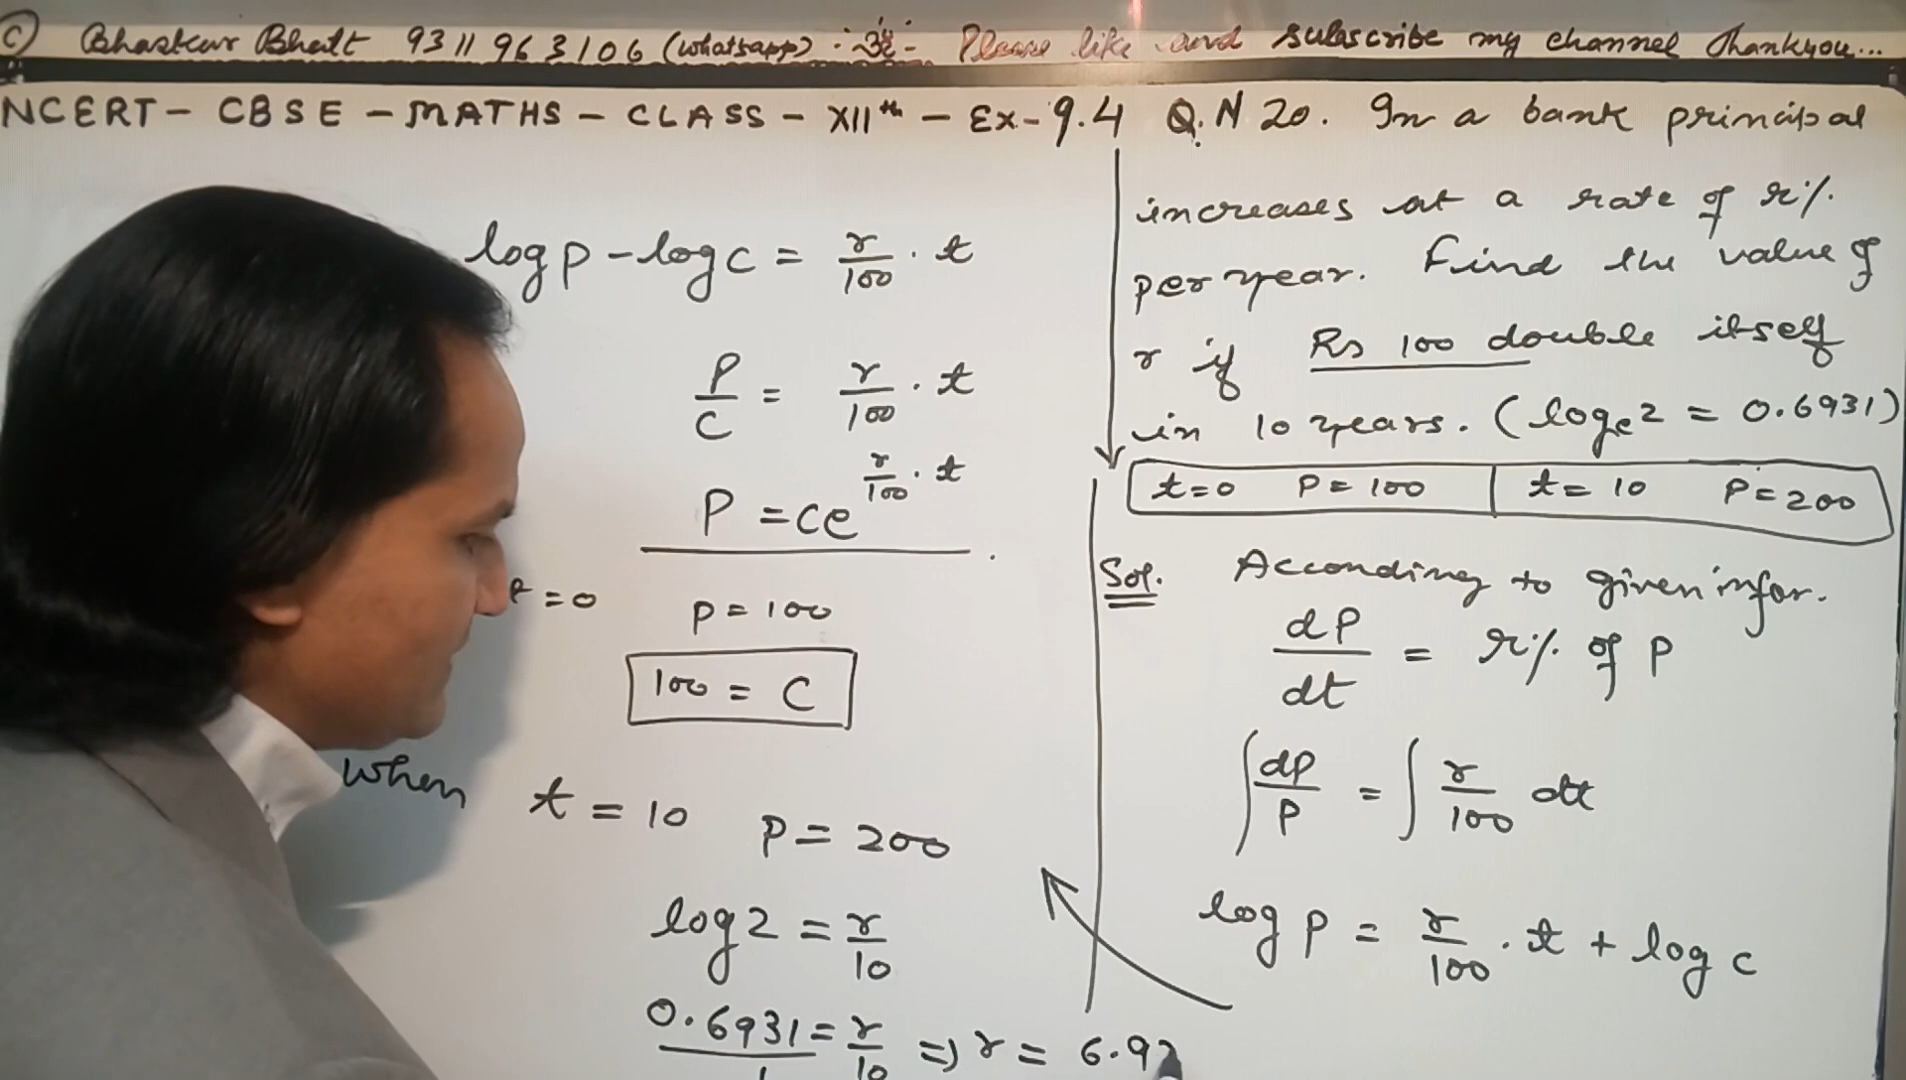 © Bhaskar Bhatt 9311963106 (whatsapp) Please like and subscribe my channel Thankyou...
NCERT - CBSE - MATHS - CLASS - XIIth - Ex - 9.4 Q.N 20. In a bank principal
increases at a rate of r%.
per year. Find the value of
r if Rs 100 double itself
in 10 years. (loge2 = 0.6931)
t=0 P = 100 | t = 10 P = 200
Sol. According to given infor.
dP/dt = r% of P
∫ dP/P = ∫ r/100 dt
log P = r/100 . t + log c
log P - log c = r/100 . t
P/C = r/100 . t
P = ce^(r/100 . t)
=0 P = 100
100 = C
when t = 10 P = 200
log 2 = r/10
0.6931 = r/10 => r = 6.93